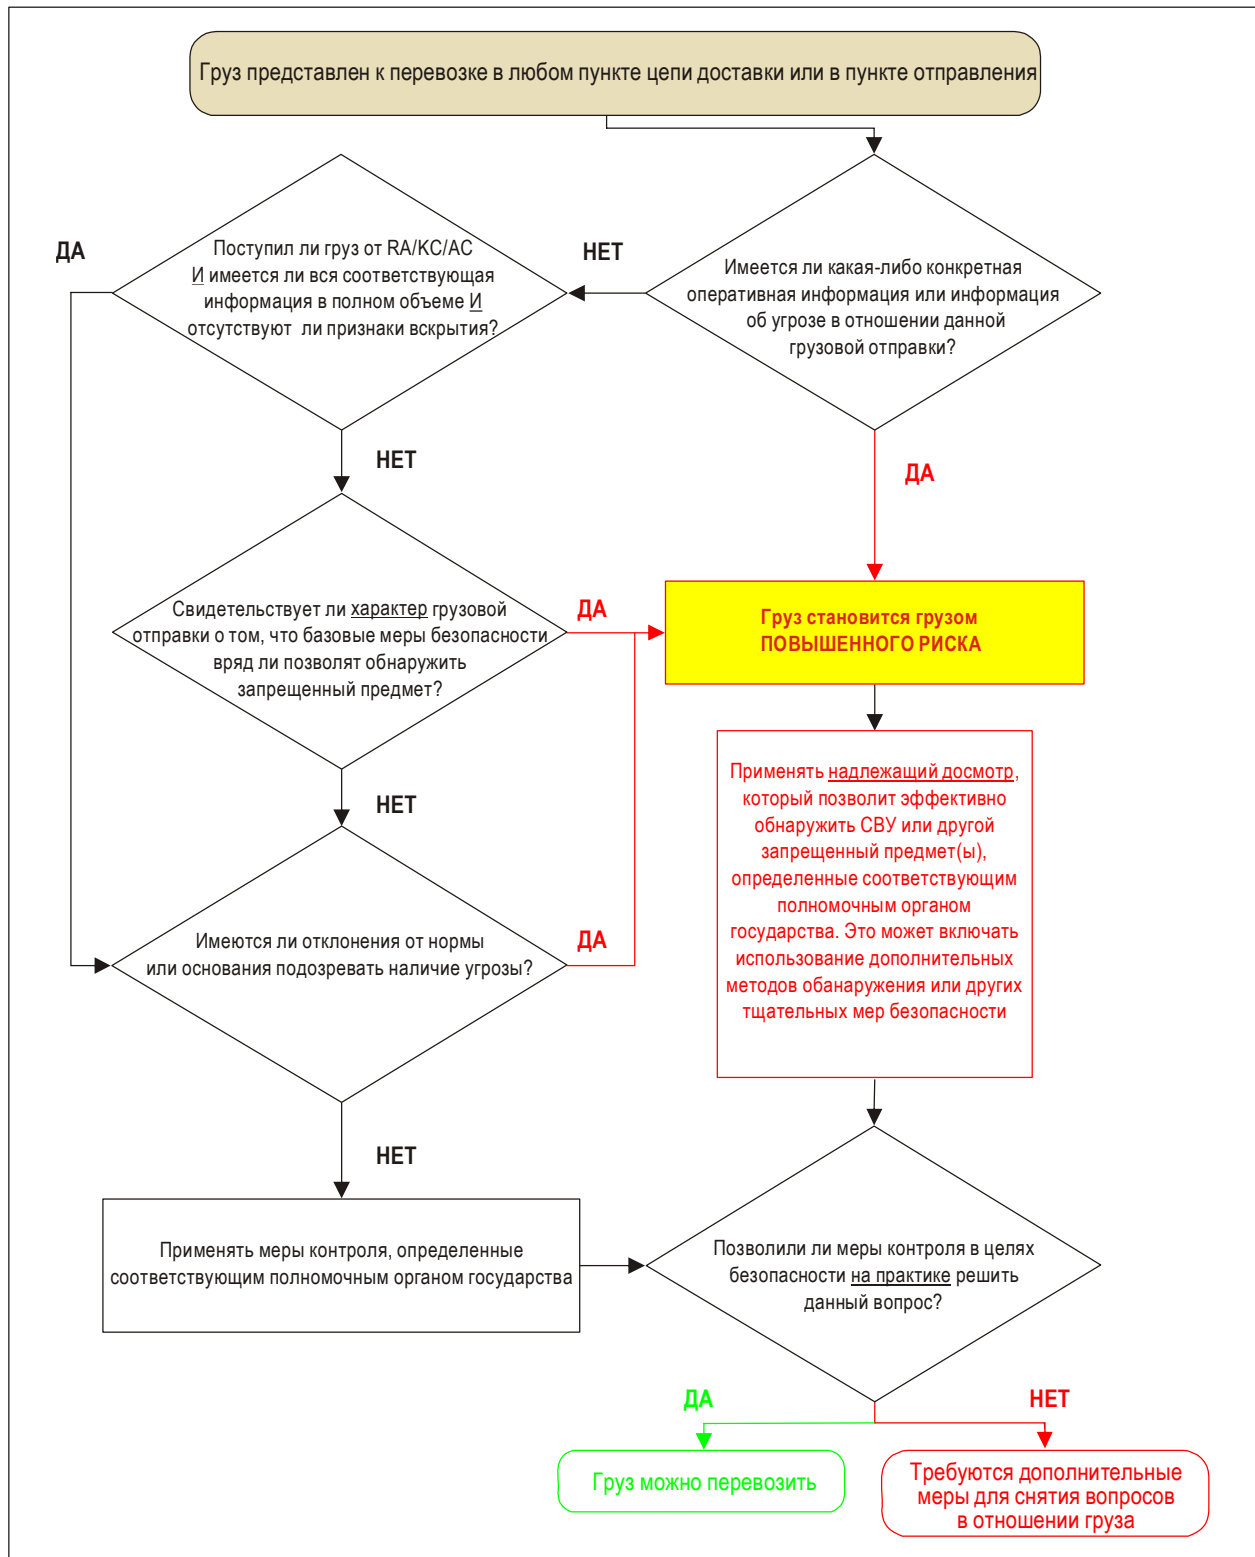 Груз представлен к перевозке в любом пункте цепи доставки или в пункте отправления
ДА
Поступил ли груз от RA/KC/AC
И имеется ли вся соответствующая
информация в полном объеме И
отсутствуют ли признаки вскрытия?
НЕТ
Имеется ли какая-либо конкретная
оперативная информация или информация
об угрозе в отношении данной
грузовой отправки?
НЕТ
ДА
Свидетельствует ли характер грузовой
отправки о том, что базовые меры безопасности
вряд ли позволят обнаружить
запрещенный предмет?
ДА
Груз становится грузом
ПОВЫШЕННОГО РИСКА
НЕТ
Применять надлежащий досмотр,
который позволит эффективно
обнаружить СВУ или другой
запрещенный предмет(ы),
определенные соответствующим
полномочным органом
государства. Это может включать
использование дополнительных
методов обанаружения или других
тщательных мер безопасности
Имеются ли отклонения от нормы
или основания подозревать наличие угрозы?
ДА
НЕТ
Применять меры контроля, определенные
соответствующим полномочным органом государства
Позволили ли меры контроля в целях
безопасности на практике решить
данный вопрос?
ДА
НЕТ
Груз можно перевозить
Требуются дополнительные
меры для снятия вопросов
в отношении груза